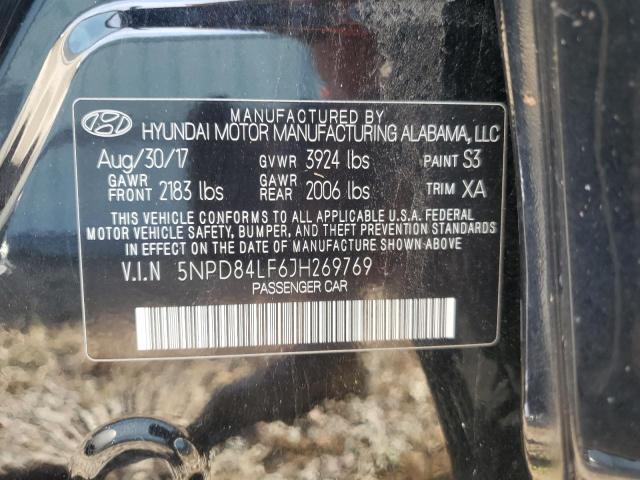 MANUFACTURED BY
HYUNDAI MOTOR MANUFACTURING ALABAMA, LLC
Aug/30/17 GVWR 3924 lbs PAINT S3
GAWR FRONT 2183 lbs GAWR REAR 2006 lbs TRIM XA
THIS VEHICLE CONFORMS TO ALL APPLICABLE U.S.A. FEDERAL
MOTOR VEHICLE SAFETY, BUMPER, AND THEFT PREVENTION
STANDARDS IN EFFECT ON THE DATE OF MANUFACTURE SHOWN ABOVE
V.I.N 5NPD84LF6JH269769
PASSENGER CAR